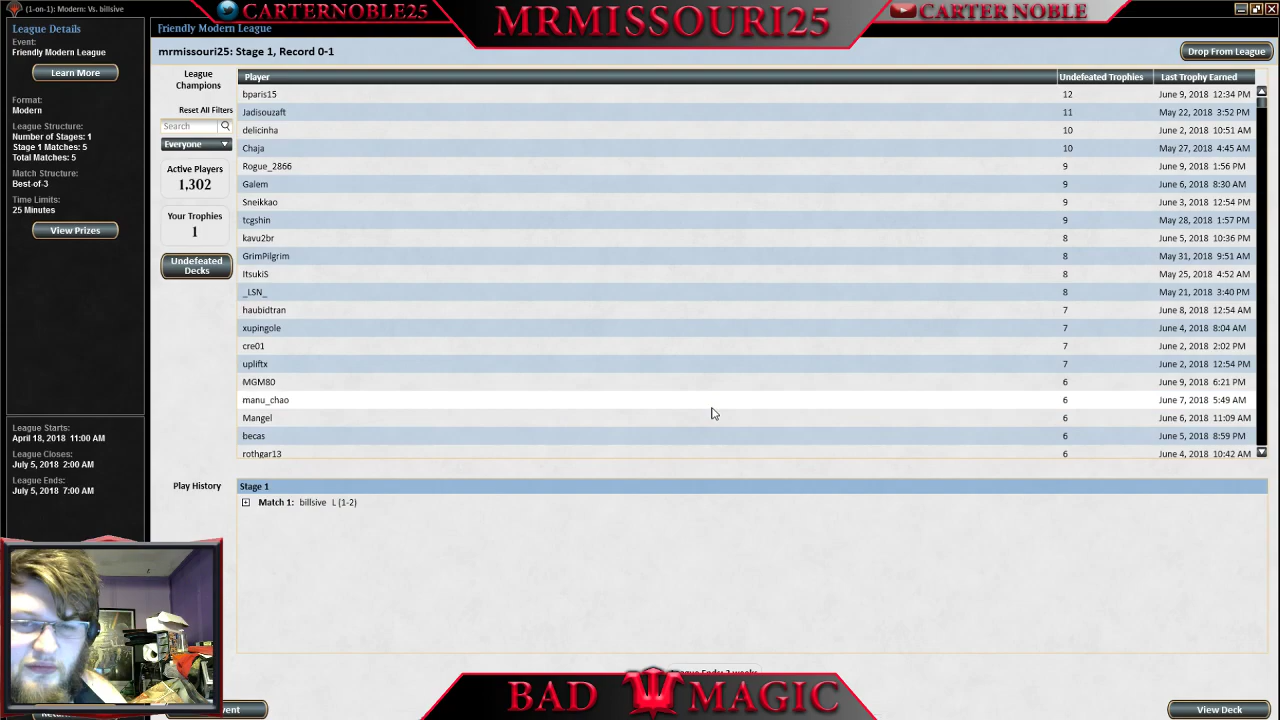 (1-on-1): Modern: Vs. billsive
CARTERNOBLE25
MRMISSOURI25
CARTER NOBLE
League Details
Event:
Friendly Modern League
Learn More
Format:
Modern
League Structure:
Number of Stages: 1
Stage 1 Matches: 5
Total Matches: 5
Match Structure:
Best-of-3
Time Limits:
25 Minutes
View Prizes
League Starts:
April 18, 2018 11:00 AM
League Closes:
July 5, 2018 2:00 AM
League Ends:
July 5, 2018 7:00 AM
Friendly Modern League
mrmissouri25: Stage 1, Record 0-1
Drop From League
League
Champions
Reset All Filters
Search
Everyone
Active Players
1,302
Your Trophies
1
Undefeated
Decks
Player Undefeated Trophies Last Trophy Earned
bparis15 12 June 9, 2018 12:34 PM
Jadisouzaft 11 May 22, 2018 3:52 PM
delicinha 10 June 2, 2018 10:51 AM
Chaja 10 May 27, 2018 4:45 AM
Rogue_2866 9 June 9, 2018 1:56 PM
Galem 9 June 6, 2018 8:30 AM
Sneikkao 9 June 3, 2018 12:54 PM
tcgshin 9 May 28, 2018 1:57 PM
kavu2br 8 June 5, 2018 10:36 PM
GrimPilgrim 8 May 31, 2018 9:51 AM
ItsukiS 8 May 25, 2018 4:52 AM
_LSN_ 8 May 21, 2018 3:40 PM
haubidtran 7 June 8, 2018 12:54 AM
xupingole 7 June 4, 2018 8:04 AM
cre01 7 June 2, 2018 2:02 PM
upliftx 7 June 2, 2018 12:54 PM
MGM80 6 June 9, 2018 6:21 PM
manu_chao 6 June 7, 2018 5:49 AM
Mangel 6 June 6, 2018 11:09 AM
becas 6 June 5, 2018 8:59 PM
rothgar13 6 June 4, 2018 10:42 AM
Play History
Stage 1
Match 1: billsive L (1-2)
BAD MAGIC
View Deck